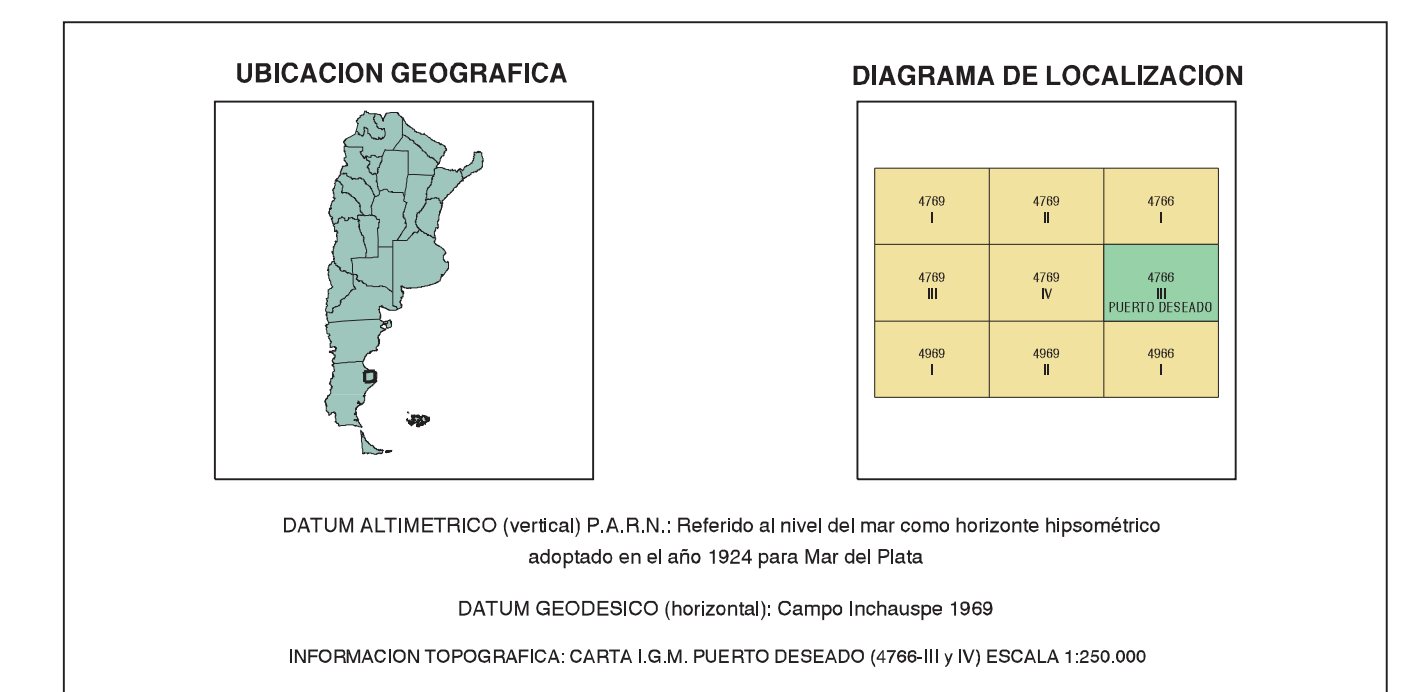 UBICACION GEOGRAFICA
DIAGRAMA DE LOCALIZACION
4769
I
4769
II
4766
I
4769
III
4769
IV
4766
III
PUERTO DESEADO
4969
I
4969
II
4966
I
DATUM ALTIMETRICO (vertical) P.A.R.N.: Referido al nivel del mar como horizonte hipsométrico
adoptado en el año 1924 para Mar del Plata
DATUM GEODESICO (horizontal): Campo Inchauspe 1969
INFORMACION TOPOGRAFICA: CARTA I.G.M. PUERTO DESEADO (4766-III y IV) ESCALA 1:250.000